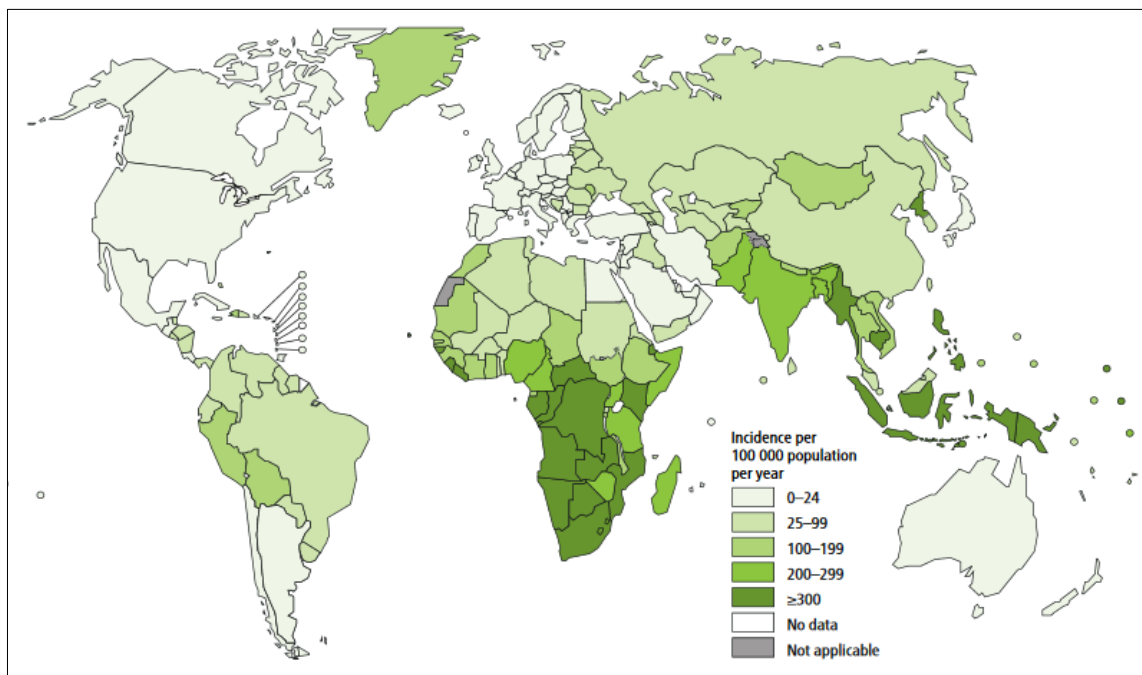 Incidence per
100 000 population
per year
0–24
25–99
100–199
200–299
≥300
No data
Not applicable